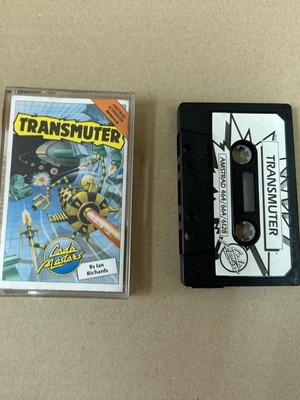 TRANSMUTER
Code
Masters
By Ian
Richards
TRANSMUTER
AMSTRAD 464/664/6128